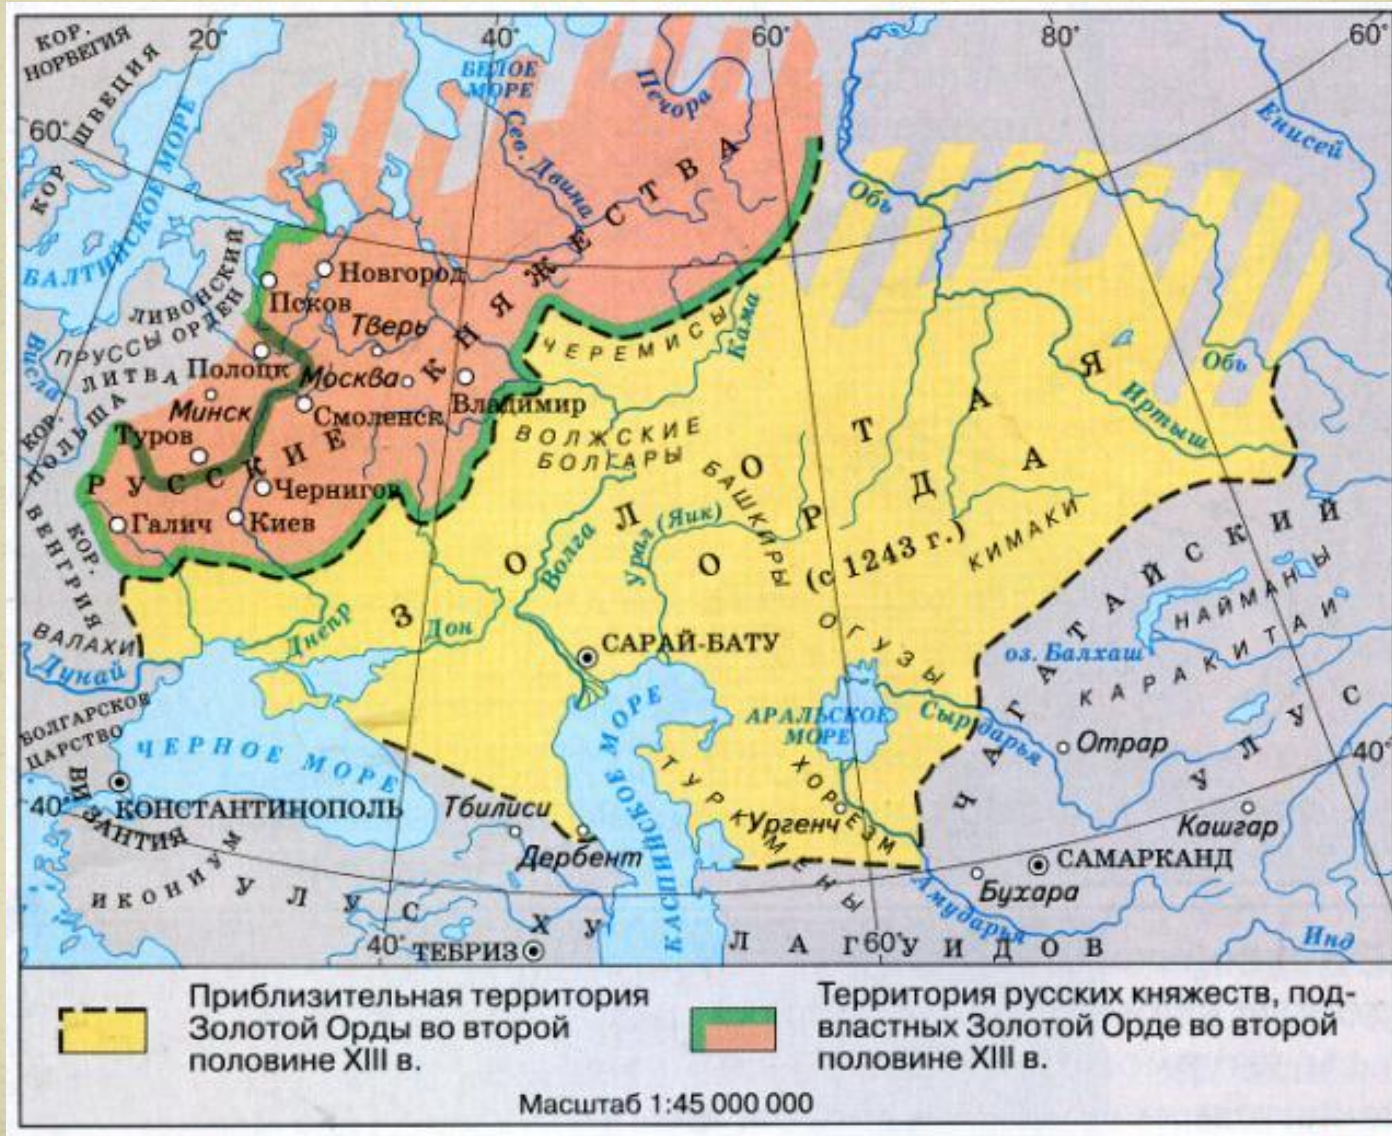 КОР.
НОРВЕГИЯ
20°
40°
60°
80°
60°
КОР. ШВЕЦИЯ
60°
БЕЛОЕ
МОРЕ
Печора
Енисей
Сев. Двина
Обь
БАЛТИЙСКОЕ МОРЕ
РУССКИЕ КНЯЖЕСТВА
Новгород
Псков
ЛИВОНСКИЙ
ОРДЕН
Тверь
ПРУССЫ
Висла
ЛИТВА
Полоцк
Москва
Минск
Смоленск
Владимир
ЧЕРЕМИСЫ
Кама
Обь
Иртыш
КОР.
ПОЛЬША
Туров
Чернигов
Галич
Киев
ВОЛЖСКИЕ
БОЛГАРЫ
БАШКИРЫ
ЗОЛОТАЯ
ОРДА
(с 1243 г.)
КИМАКИ
Волга
Урал (Яик)
КОР.
ВЕНГРИЯ
ВАЛАХИ
Дунай
Днепр
Дон
САРАЙ-БАТУ
ОГУЗЫ
ЧАГАТАЙСКИЙ
УЛУС
НАЙМАНЫ
КАРАКИТАИ
оз. Балхаш
БОЛГАРСКОЕ
ЦАРСТВО
ЧЕРНОЕ МОРЕ
КАСПИЙСКОЕ МОРЕ
АРАЛЬСКОЕ
МОРЕ
Сырдарья
Отрар
40°
40°
ВИЗАНТИЯ
КОНСТАНТИНОПОЛЬ
Тбилиси
Дербент
ТУРКМЕНЫ
ХОРЕЗМ
Ургенч
Кашгар
САМАРКАНД
Бухара
Амударья
Инд
ИКОНИУМ
УЛУС ХУЛАГУИДОВ
40°
ТЕБРИЗ
60°
Приблизительная территория
Золотой Орды во второй
половине XIII в.
Территория русских княжеств, под-
властных Золотой Орде во второй
половине XIII в.
Масштаб 1:45 000 000